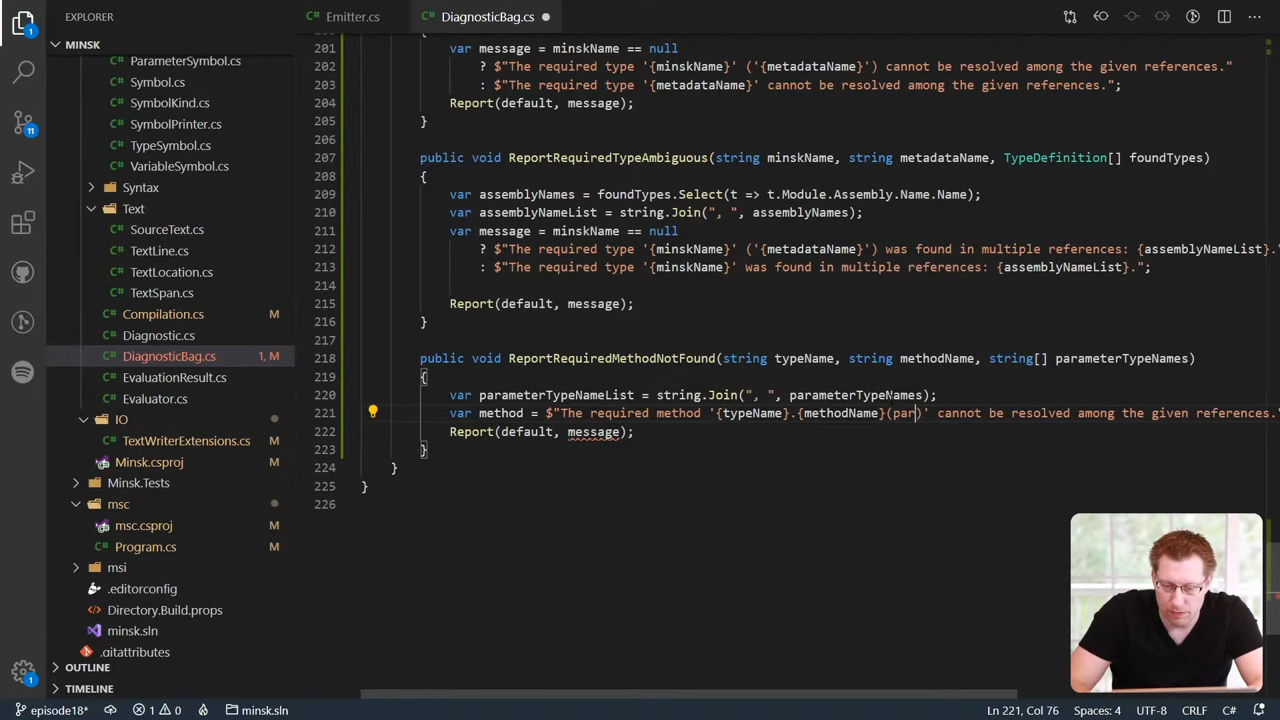 EXPLORER
Emitter.cs
DiagnosticBag.cs
MINSK
ParameterSymbol.cs
Symbol.cs
SymbolKind.cs
SymbolPrinter.cs
TypeSymbol.cs
VariableSymbol.cs
Syntax
Text
SourceText.cs
TextLine.cs
TextLocation.cs
TextSpan.cs
Compilation.cs M
Diagnostic.cs
DiagnosticBag.cs 1, M
EvaluationResult.cs
Evaluator.cs
IO
TextWriterExtensions.cs M
Minsk.csproj M
Minsk.Tests
msc
msc.csproj M
Program.cs M
msi
.editorconfig
Directory.Build.props
minsk.sln
.gitattributes
OUTLINE
TIMELINE
1
11
1
201 var message = minskName == null
202 ? $"The required type '{minskName}' ('{metadataName}') cannot be resolved among the given references."
203 : $"The required type '{metadataName}' cannot be resolved among the given references.";
204 Report(default, message);
205 }
206
207 public void ReportRequiredTypeAmbiguous(string minskName, string metadataName, TypeDefinition[] foundTypes)
208 {
209 var assemblyNames = foundTypes.Select(t => t.Module.Assembly.Name.Name);
210 var assemblyNameList = string.Join(", ", assemblyNames);
211 var message = minskName == null
212 ? $"The required type '{minskName}' ('{metadataName}') was found in multiple references: {assemblyNameList}."
213 : $"The required type '{minskName}' was found in multiple references: {assemblyNameList}.";
214
215 Report(default, message);
216 }
217
218 public void ReportRequiredMethodNotFound(string typeName, string methodName, string[] parameterTypeNames)
219 {
220 var parameterTypeNameList = string.Join(", ", parameterTypeNames);
221 var method = $"The required method '{typeName}.{methodName}(par)' cannot be resolved among the given references."
222 Report(default, message);
223 }
224 }
225 }
226
episode18* 1 0 minsk.sln Ln 221, Col 76 Spaces: 4 UTF-8 CRLF C#